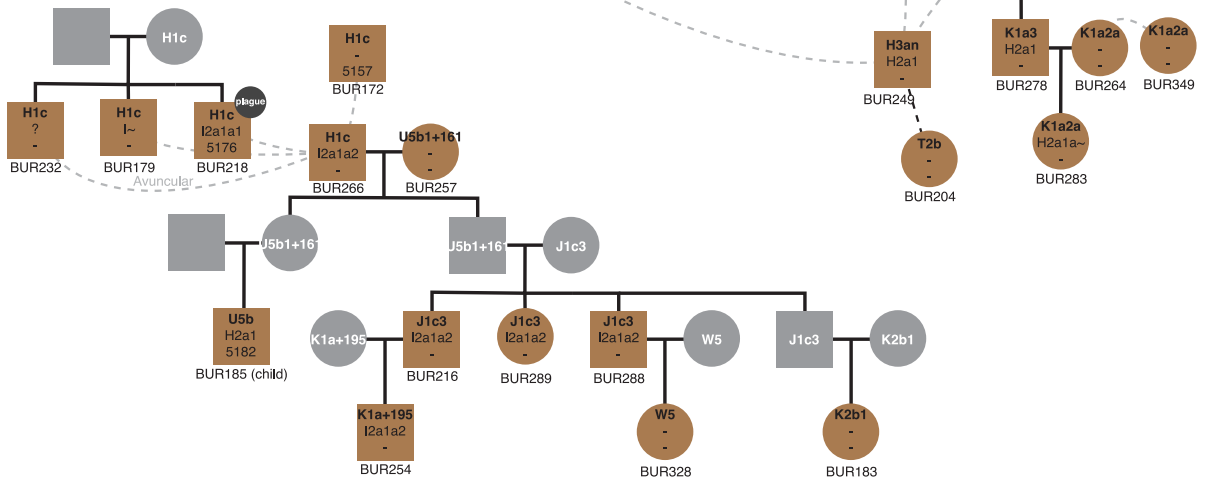 H1c
H1c
-
5157
BUR172
H3an
H2a1
-
BUR249
K1a3
H2a1
-
BUR278
K1a2a
-
-
BUR264
K1a2a
-
-
BUR349
H1c
?
-
BUR232
H1c
I~
-
BUR179
plague
H1c
I2a1a1
5176
BUR218
H1c
I2a1a2
-
BUR266
U5b1+161
-
-
BUR257
Avuncular
T2b
-
-
BUR204
K1a2a
H2a1a~
-
BUR283
U5b1+161
U5b1+161
J1c3
U5b
H2a1
5182
BUR185 (child)
K1a+195
J1c3
I2a1a2
-
BUR216
J1c3
I2a1a2
-
BUR289
J1c3
I2a1a2
-
BUR288
W5
J1c3
K2b1
K1a+195
I2a1a2
-
BUR254
W5
-
-
BUR328
K2b1
-
-
BUR183